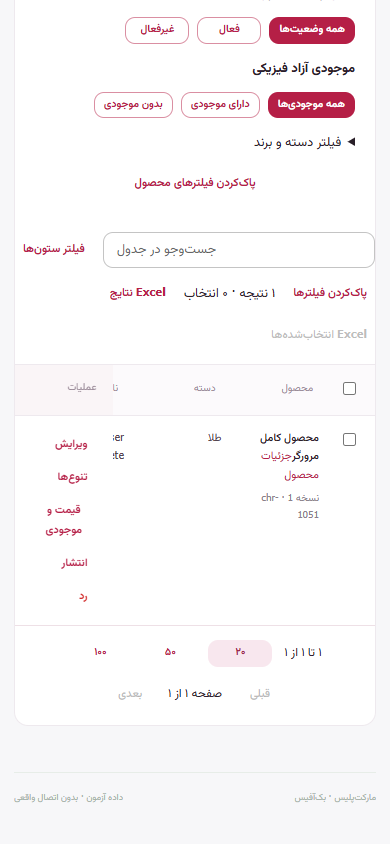 همه وضعیت‌ها فعال غیرفعال
موجودی آزاد فیزیکی
همه موجودی‌ها دارای موجودی بدون موجودی
◀ فیلتر دسته و برند
پاک‌کردن فیلترهای محصول
جست‌وجو در جدول فیلتر ستون‌ها
پاک‌کردن فیلترها ۱ نتیجه · ۰ انتخاب Excel نتایج
Excel انتخاب‌شده‌ها
محصول دسته نا عملیات
محصول کامل طلا ser ویرایش
مرورگرجزئیات ete
محصول تنوع‌ها
نسخه 1 · chr-
1051
قیمت و
موجودی
انتشار
رد
۱ تا ۱ از ۱ ۲۰ ۵۰ ۱۰۰
قبلی صفحه ۱ از ۱ بعدی
مارکت‌پلیس · بک‌آفیس داده آزمون · بدون اتصال واقعی